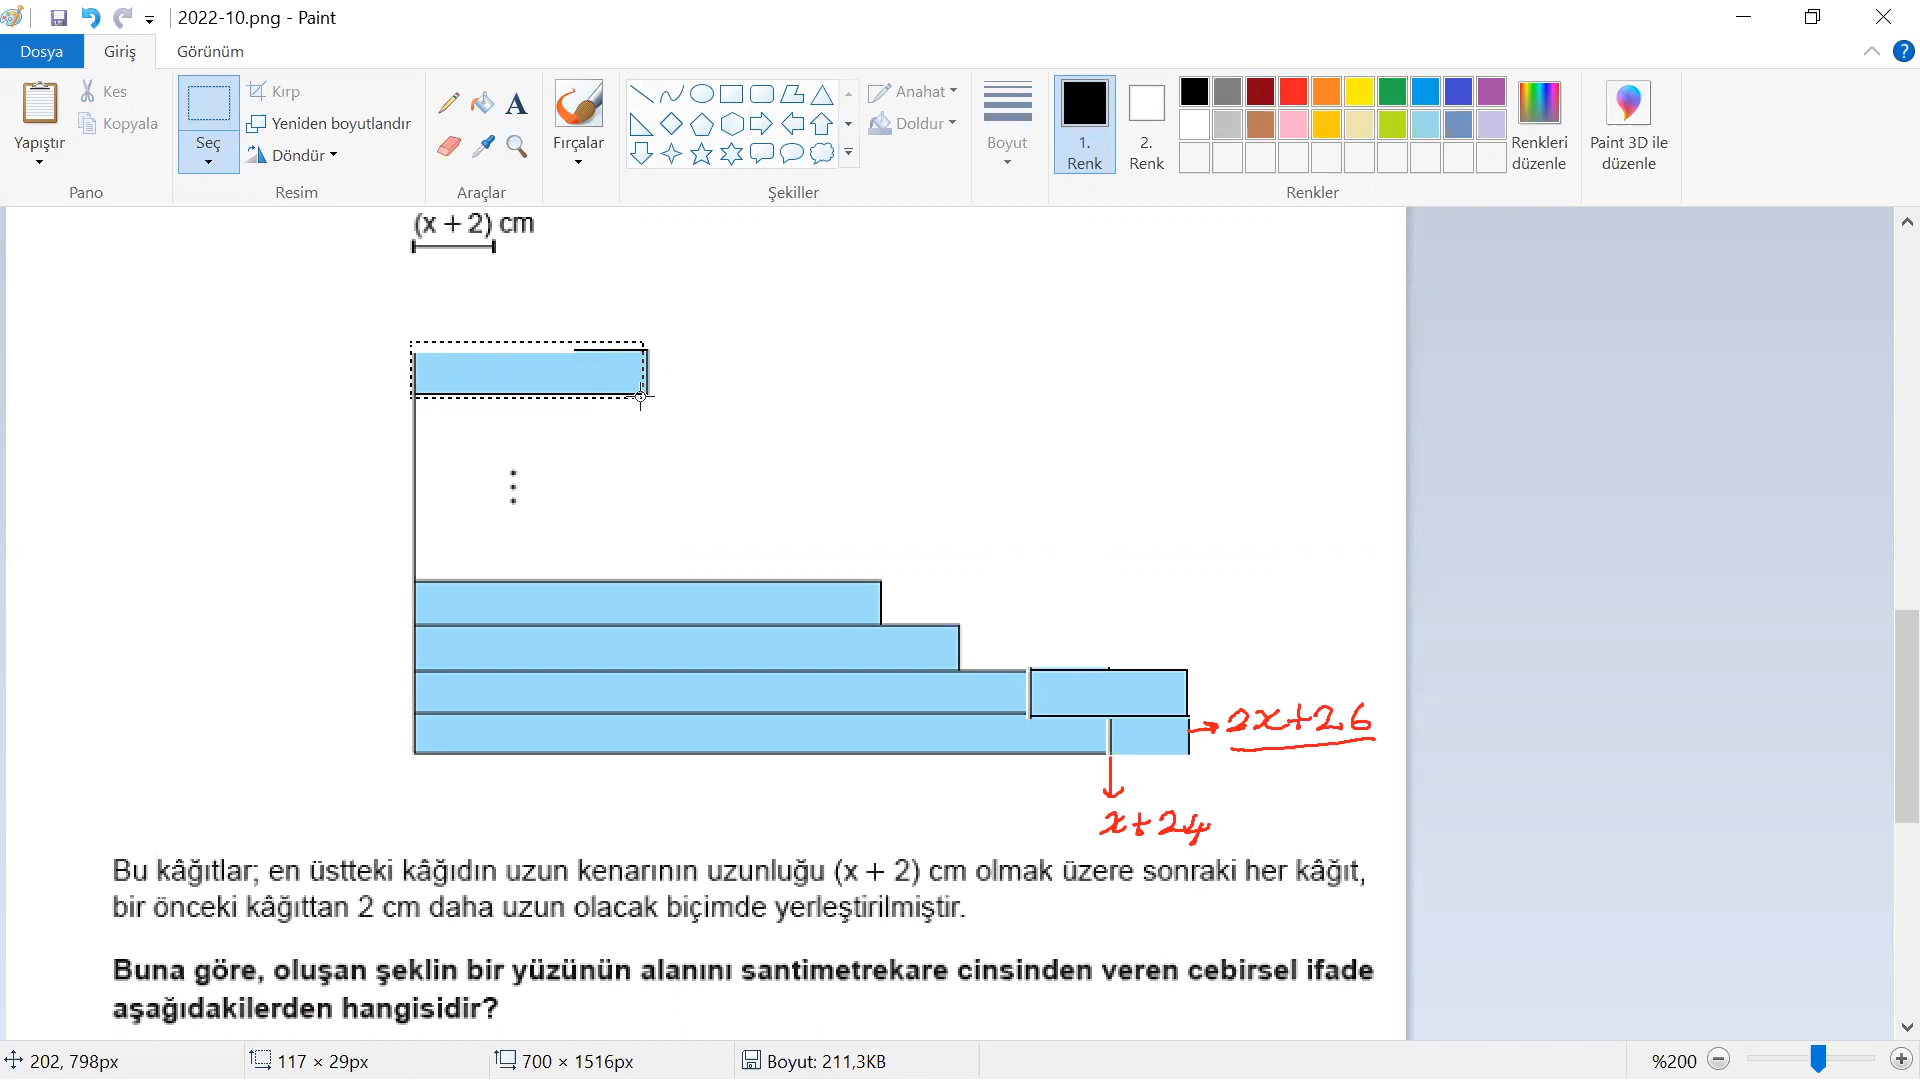 2022-10.png - Paint
Dosya
Giriş
Görünüm
?
Yapıştır
Kes
Kopyala
Pano
Seç
Kırp
Yeniden boyutlandır
Döndür
Resim
A
Araçlar
Fırçalar
Şekiller
Anahat
Doldur
Boyut
1.
Renk
2.
Renk
Renkler
Renkleri
düzenle
Paint 3D ile
düzenle
(x + 2) cm
2x+26
x+24
Bu kâğıtlar; en üstteki kâğıdın uzun kenarının uzunluğu (x + 2) cm olmak üzere sonraki her kâğıt,
bir önceki kâğıttan 2 cm daha uzun olacak biçimde yerleştirilmiştir.
Buna göre, oluşan şeklin bir yüzünün alanını santimetrekare cinsinden veren cebirsel ifade
aşağıdakilerden hangisidir?
202, 798px
117 × 29px
700 × 1516px
Boyut: 211,3KB
%200